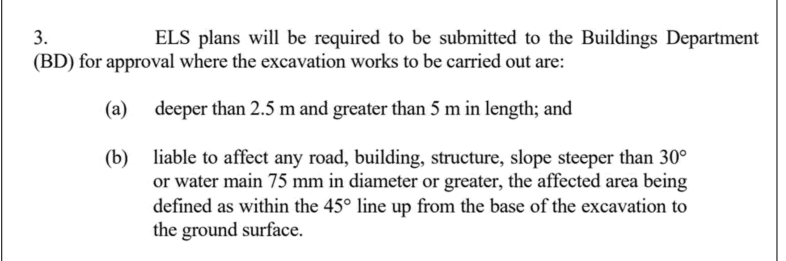 3. ELS plans will be required to be submitted to the Buildings Department
(BD) for approval where the excavation works to be carried out are:
(a) deeper than 2.5 m and greater than 5 m in length; and
(b) liable to affect any road, building, structure, slope steeper than 30°
or water main 75 mm in diameter or greater, the affected area being
defined as within the 45° line up from the base of the excavation to
the ground surface.